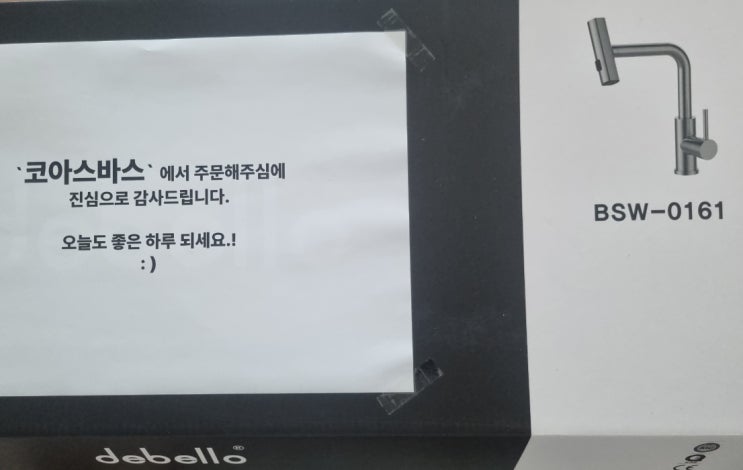 `코아스바스` 에서 주문해주심에
진심으로 감사드립니다.
오늘도 좋은 하루 되세요.!
:)
BSW-0161
debello®